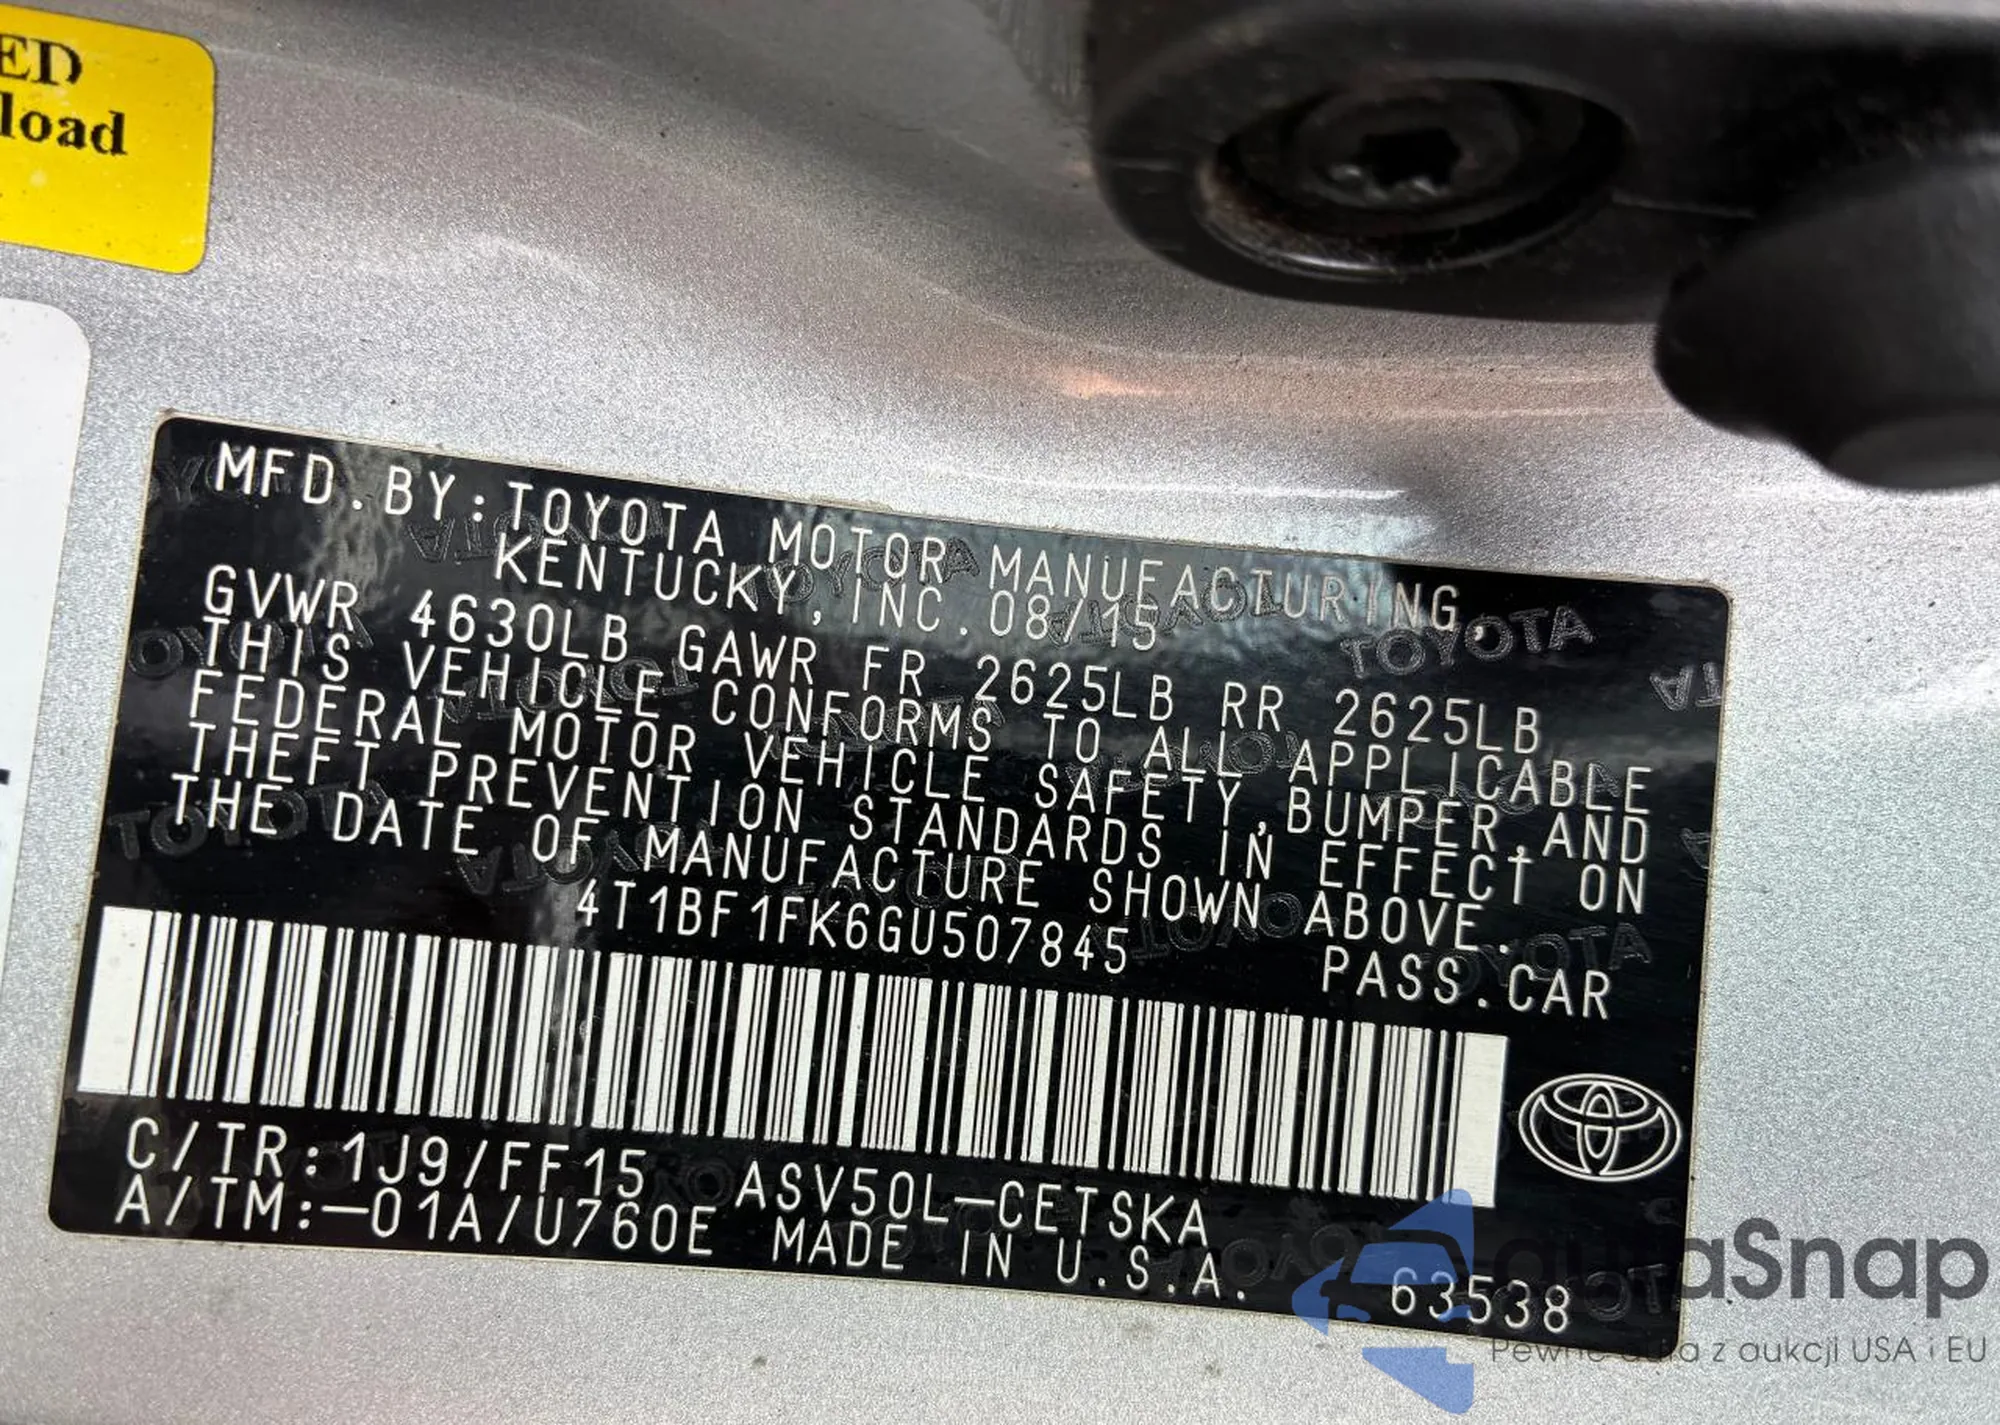 ED
load
MFD.BY:TOYOTA MOTOR MANUFACTURING,
KENTUCKY, INC. 08/15
GVWR 4630LB GAWR FR 2625LB RR 2625LB
THIS VEHICLE CONFORMS TO ALL APPLICABLE
FEDERAL MOTOR VEHICLE SAFETY, BUMPER, AND
THEFT PREVENTION STANDARDS IN EFFECT ON
THE DATE OF MANUFACTURE SHOWN ABOVE.
4T1BF1FK6GU507845
PASS.CAR
C/TR:1J9/FF15 ASV50L-CETSKA
A/TM:-01A/U760E MADE IN U.S.A.
63538
autaSnap
Pewne auta z aukcji USA i EU